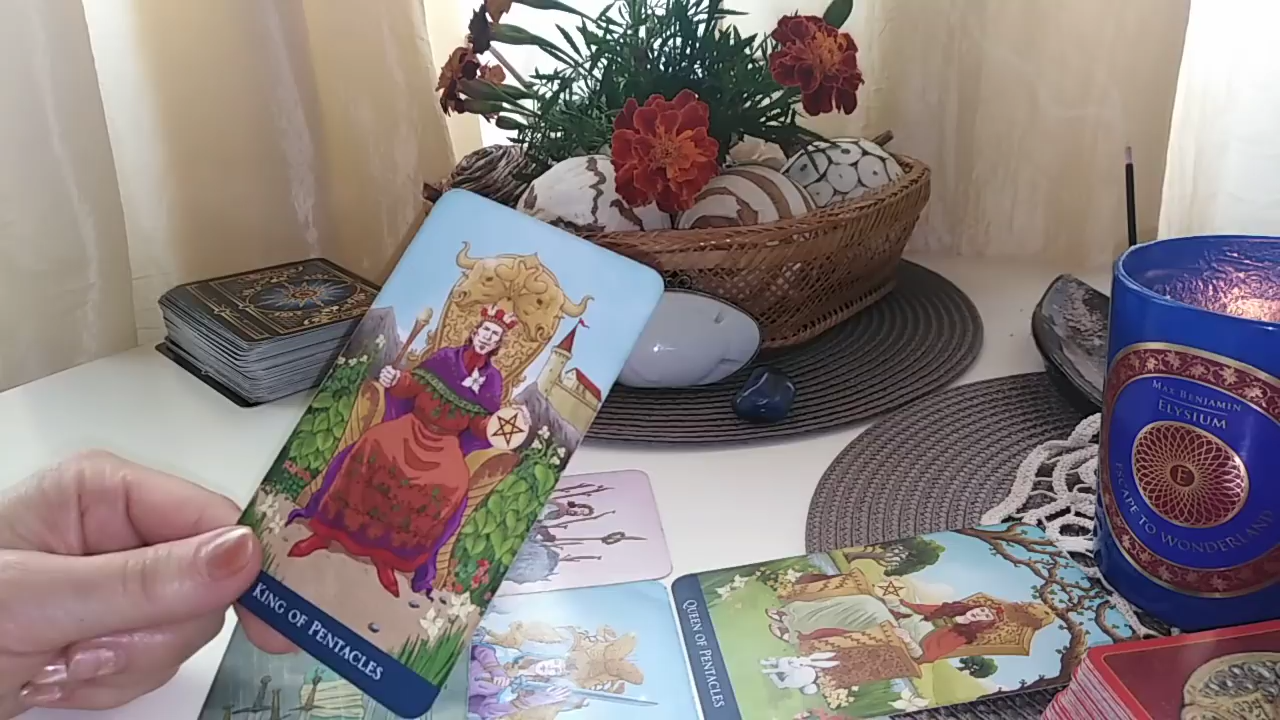 KING OF PENTACLES
QUEEN OF PENTACLES
MAX BENJAMIN
ELYSIUM
E
ESCAPE TO WONDERLAND